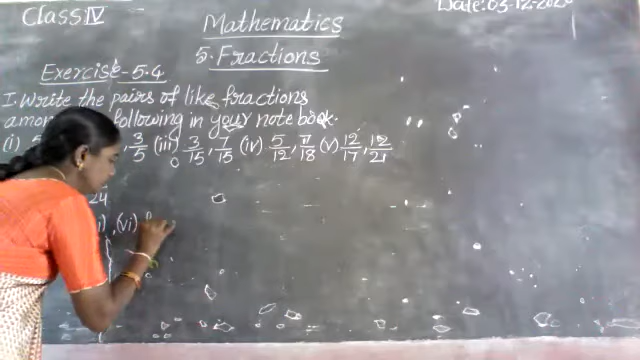 Class IV
Mathematics
Date: 03-12-202
5. Fractions
Exercise-5.4
I. Write the pairs of like fractions
among following in your note book.
(i) 5 , 3/5 (iii) 3/15, 7/15 (iv) 5/12, 7/18 (v) 12/17, 12/21
24
, (vi)